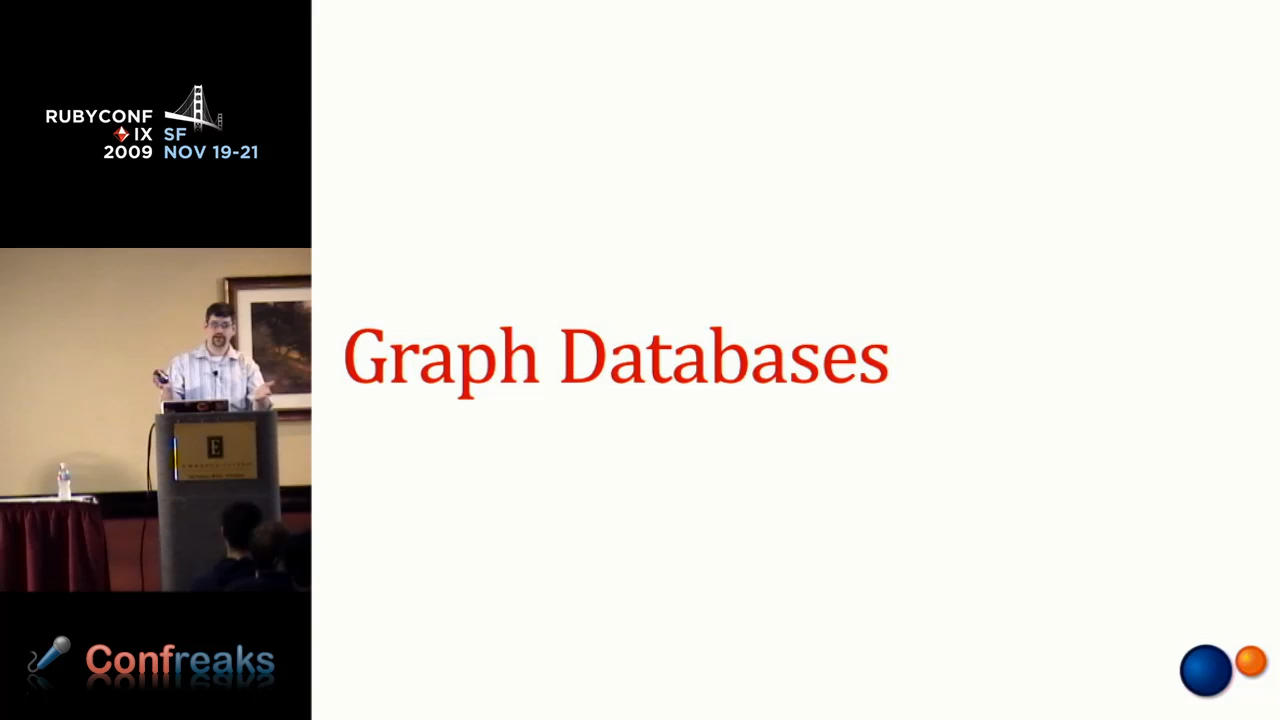 RUBYCONF
IX SF
2009 NOV 19-21
Graph Databases
E
Confreaks